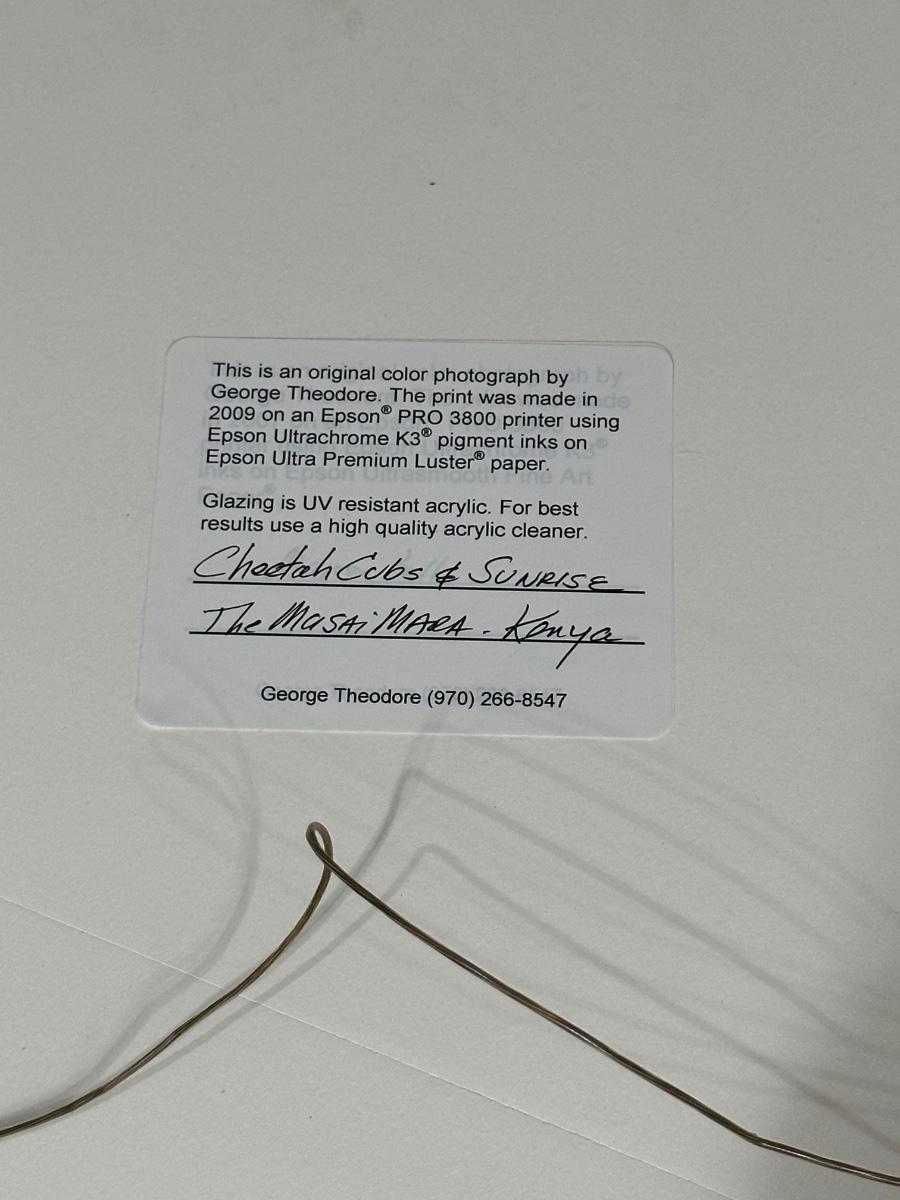 This is an original color photograph by
George Theodore. The print was made in
2009 on an Epson® PRO 3800 printer using
Epson Ultrachrome K3® pigment inks on
Epson Ultra Premium Luster® paper.
Glazing is UV resistant acrylic. For best
results use a high quality acrylic cleaner.
Cheetah Cubs & SUNRISE
The MASAi MARA - Kenya
George Theodore (970) 266-8547